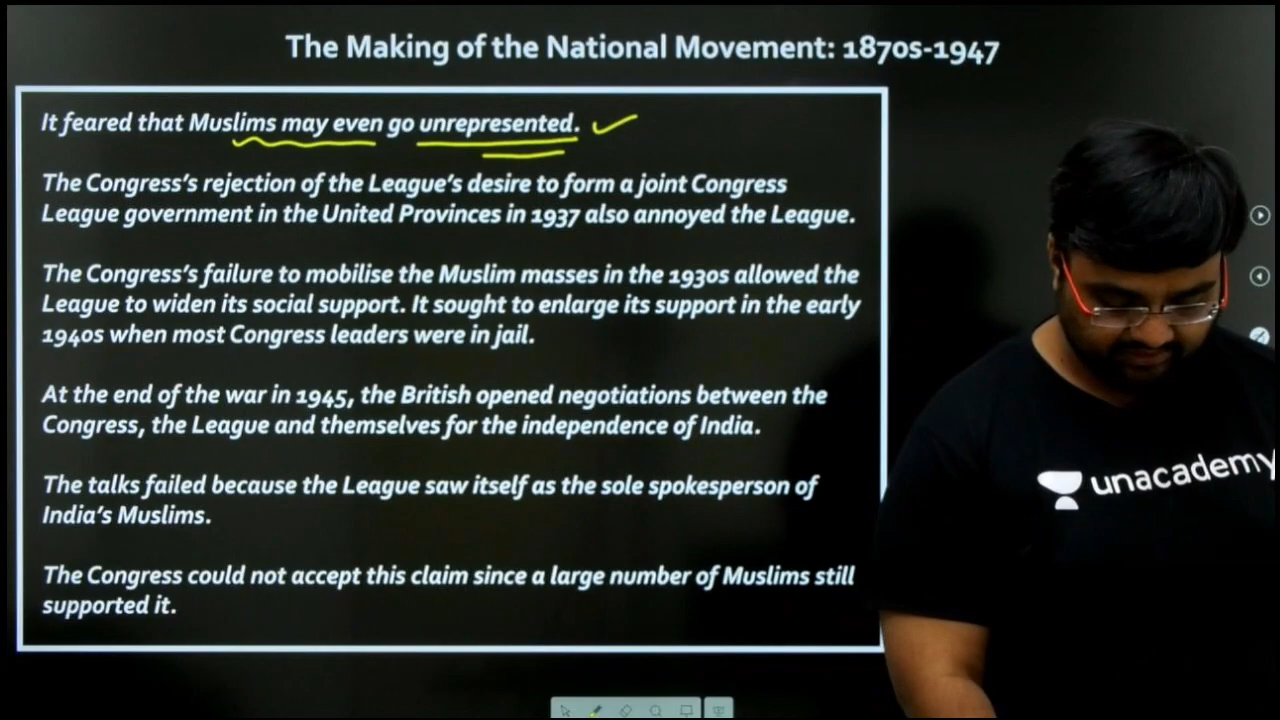 The Making of the National Movement: 1870s-1947
It feared that Muslims may even go unrepresented.
The Congress's rejection of the League's desire to form a joint Congress
League government in the United Provinces in 1937 also annoyed the League.
The Congress's failure to mobilise the Muslim masses in the 1930s allowed the
League to widen its social support. It sought to enlarge its support in the early
1940s when most Congress leaders were in jail.
At the end of the war in 1945, the British opened negotiations between the
Congress, the League and themselves for the independence of India.
The talks failed because the League saw itself as the sole spokesperson of
India's Muslims.
The Congress could not accept this claim since a large number of Muslims still
supported it.
unacademy